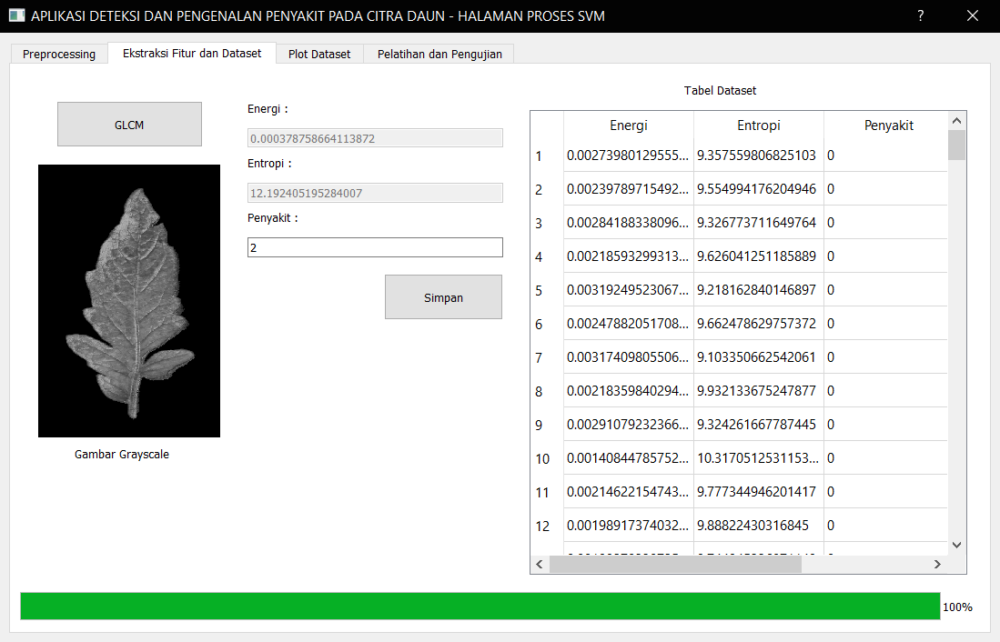 APLIKASI DETEKSI DAN PENGENALAN PENYAKIT PADA CITRA DAUN - HALAMAN PROSES SVM
Preprocessing
Ekstraksi Fitur dan Dataset
Plot Dataset
Pelatihan dan Pengujian
GLCM
Gambar Grayscale
Energi :
0.000378758664113872
Entropi :
12.192405195284007
Penyakit :
2
Simpan
Tabel Dataset
Energi Entropi Penyakit
1 0.00273980129555... 9.357559806825103 0
2 0.00239789715492... 9.554994176204946 0
3 0.00284188338096... 9.326773711649764 0
4 0.00218593299313... 9.626041251185889 0
5 0.00319249523067... 9.218162840146897 0
6 0.00247882051708... 9.662478629757372 0
7 0.00317409805506... 9.103350662542061 0
8 0.00218359840294... 9.932133675247877 0
9 0.00291079232366... 9.324261667787445 0
10 0.00140844785752... 10.3170512531153... 0
11 0.00214622154743... 9.777344946201417 0
12 0.00198917374032... 9.88822430316845 0
100%